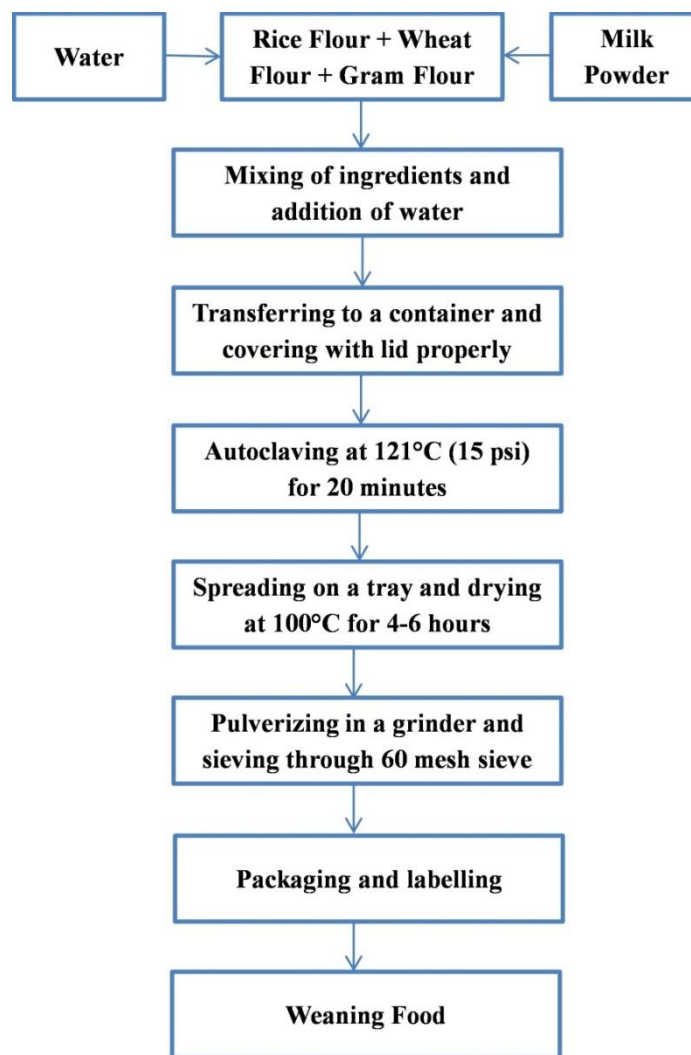 Water
Rice Flour + Wheat
Flour + Gram Flour
Milk
Powder
Mixing of ingredients and
addition of water
Transferring to a container and
covering with lid properly
Autoclaving at 121°C (15 psi)
for 20 minutes
Spreading on a tray and drying
at 100°C for 4-6 hours
Pulverizing in a grinder and
sieving through 60 mesh sieve
Packaging and labelling
Weaning Food